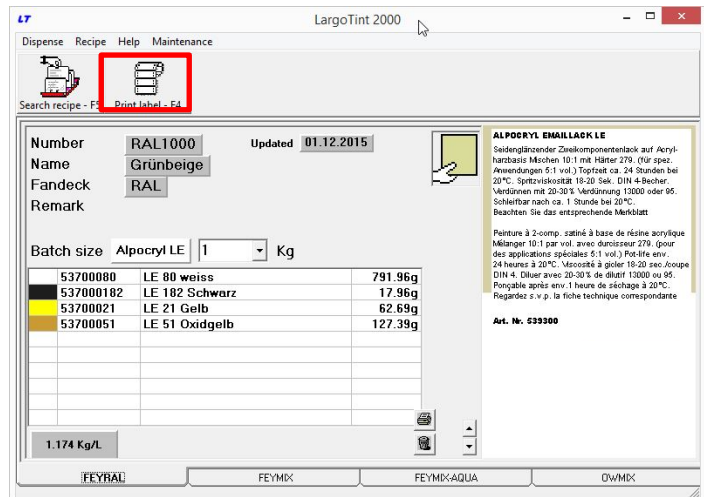 LT LargoTint 2000
Dispense Recipe Help Maintenance
Search recipe - F5 Print label - F4
Number RAL1000 Updated 01.12.2015
Name Grünbeige
Fandeck RAL
Remark
Batch size Alpocryl LE 1 Kg
53700080 LE 80 weiss 791.96g
537000182 LE 182 Schwarz 17.96g
53700021 LE 21 Gelb 62.69g
53700051 LE 51 Oxidgelb 127.39g
1.174 Kg/L
ALPOCRYL EMAILLACK LE
Seidenglänzender Zweikomponentenlack auf Acryl-
harzbasis Mischen 10:1 mit Härter 279. (für spez.
Anwendungen 5:1 vol.) Topfzeit ca. 24 Stunden bei
20°C. Spritzviskosität 18-20 Sek. DIN 4-Becher.
Verdünnen mit 20-30% Verdünnung 13000 oder 95.
Schleifbar nach ca. 1 Stunde bei 20°C.
Beachten Sie das entsprechende Merkblatt
Peinture à 2-comp. satiné à base de résine acrylique
Mélanger 10:1 par vol. avec durcisseur 279. (pour
des applications spéciales 5:1 vol.) Pot-life env.
24 heures à 20°C. Viscosité à gicler 18-20 sec./coupe
DIN 4. Diluer avec 20-30% de dilutif 13000 ou 95.
Ponçable après env.1 heure de séchage à 20°C.
Regardez s.v.p. la fiche technique correspondante
Art. Nr. 539300
FEYRAL FEYMIX FEYMIX-AQUA OWMIX